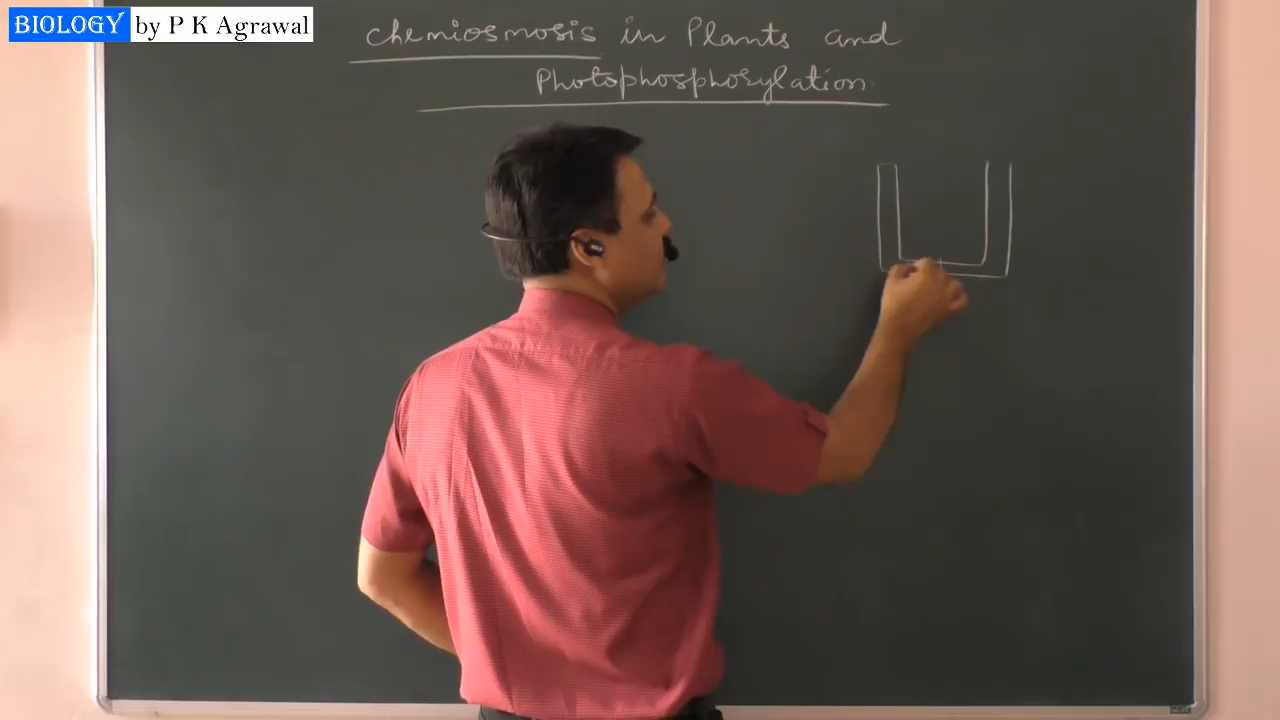 BIOLOGY by P K Agrawal
Chemiosmosis in Plants and
Photophosphorylation